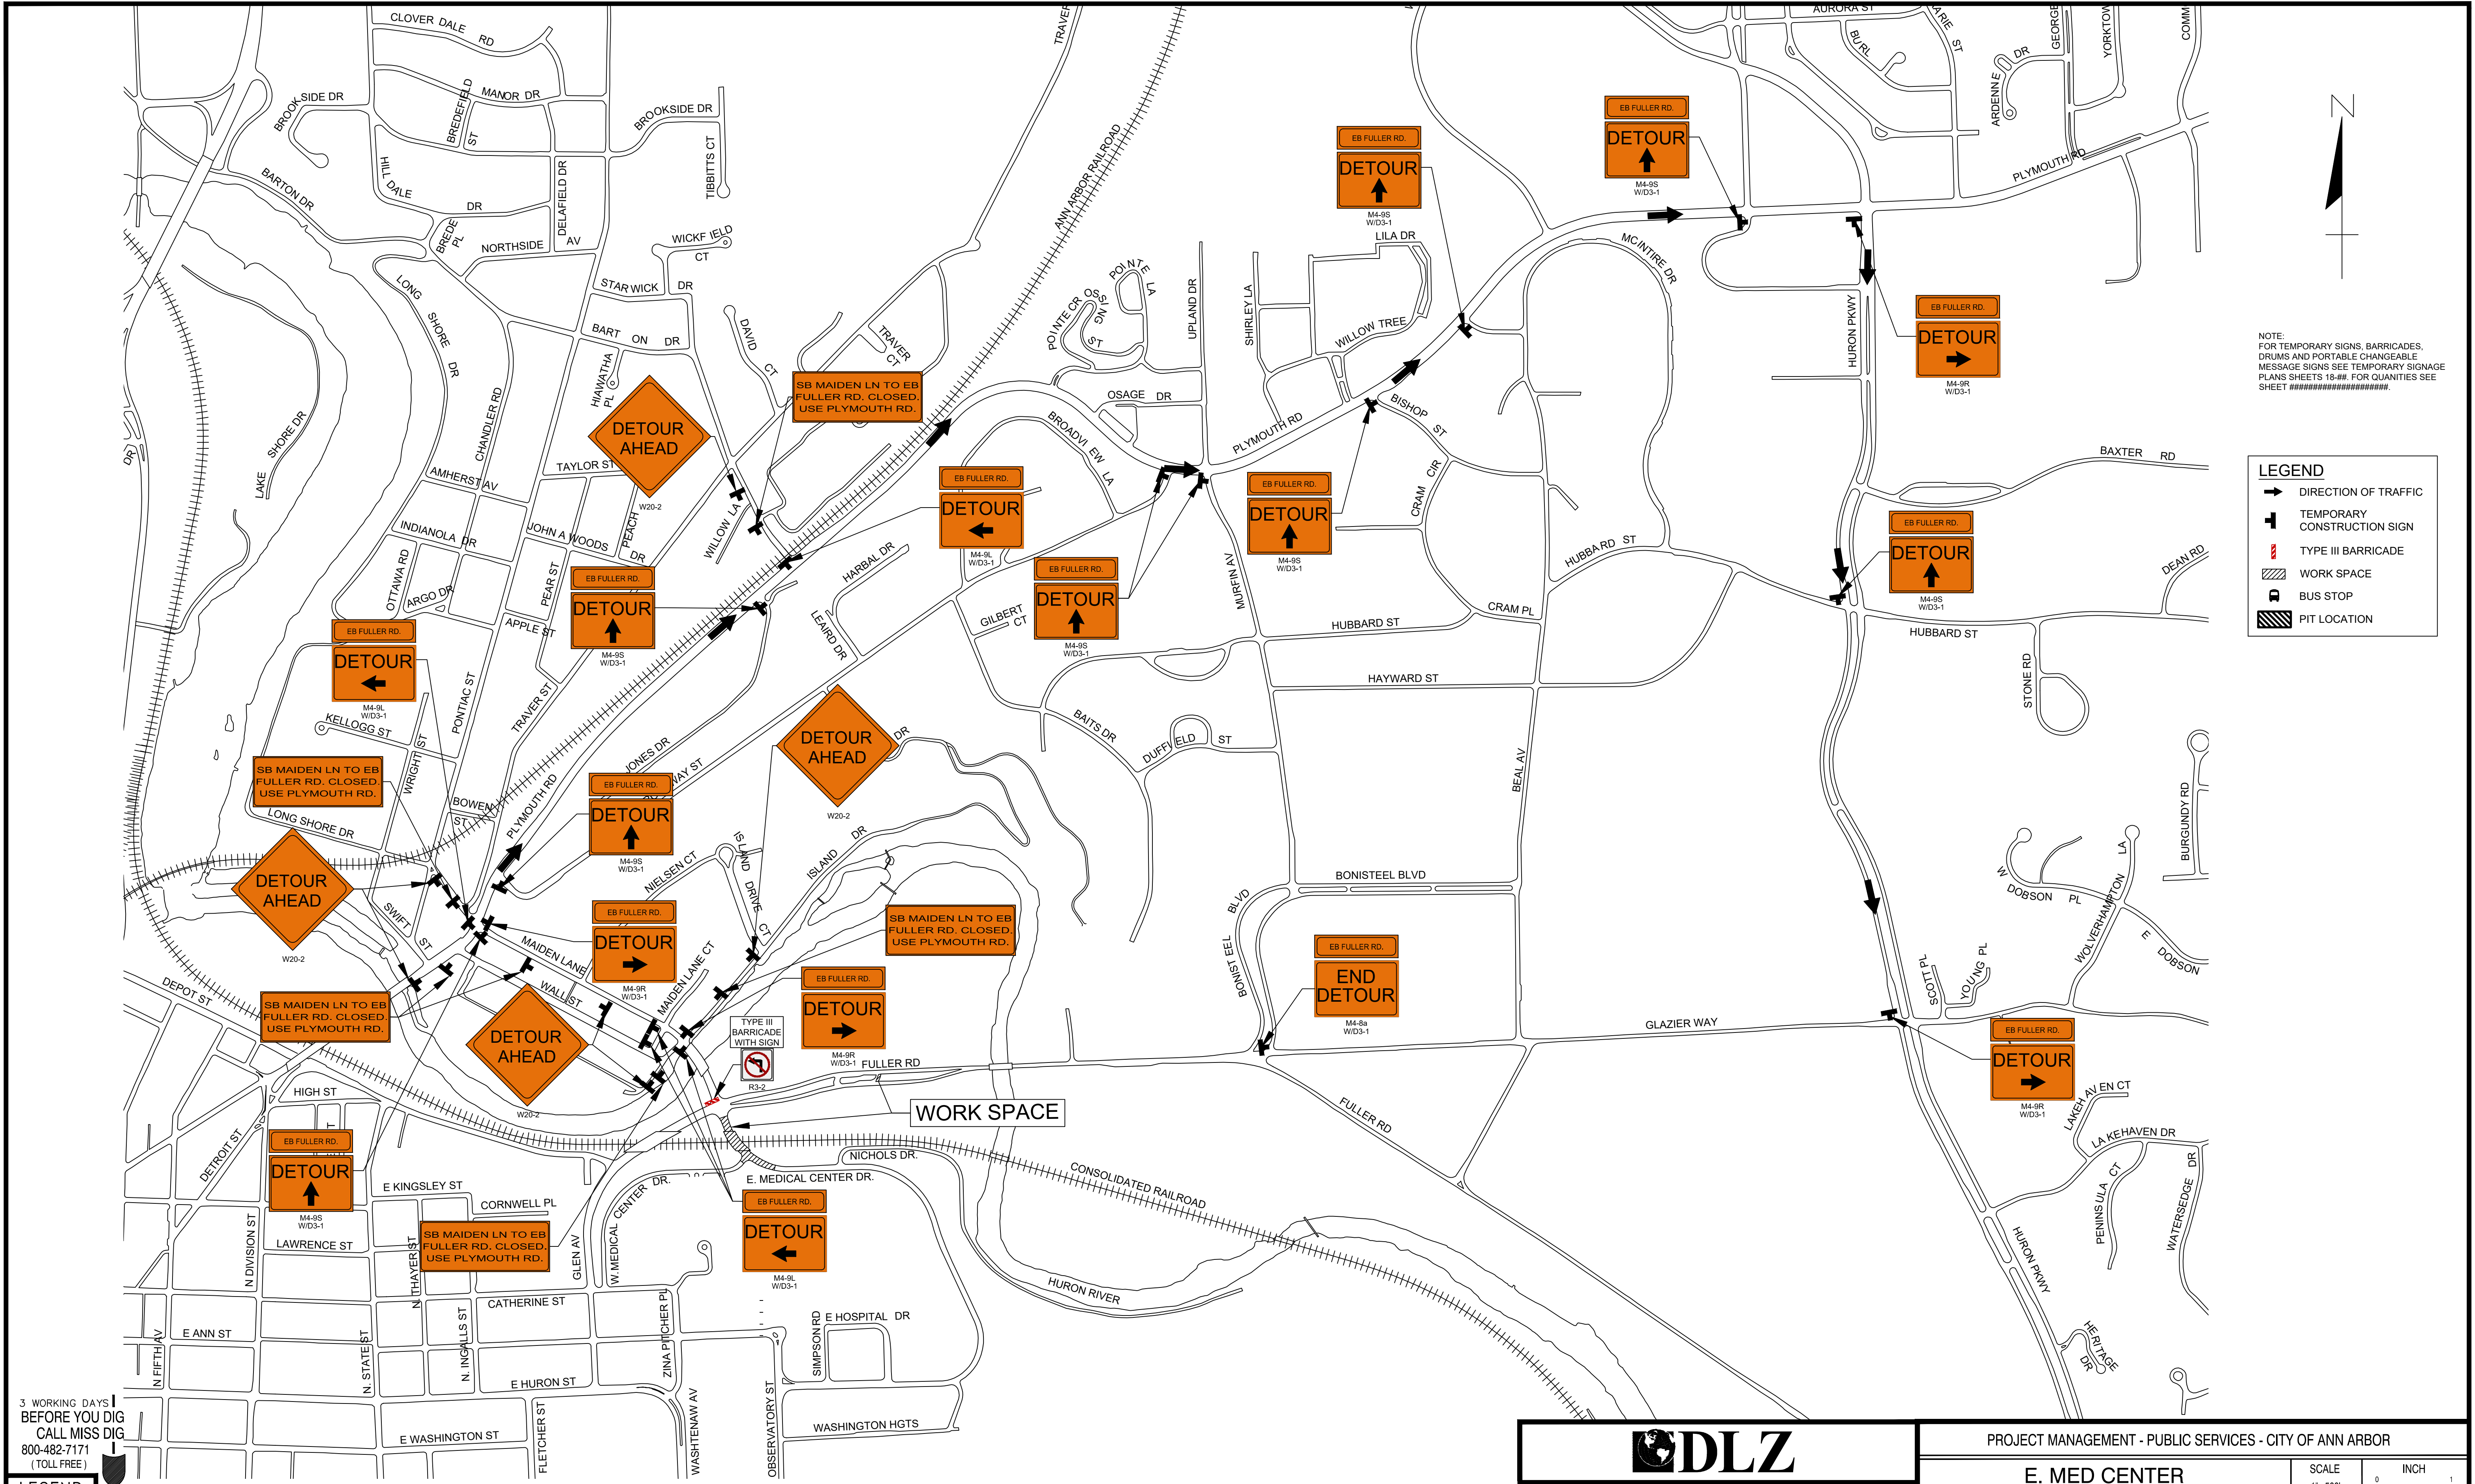 CLOVER DALE RD
BROOKSIDE DR
BREDEFIELD ST
MANOR DR
BROOKSIDE DR
TIBBITTS CT
HILL DALE DR
DELAFIELD DR
BARTON DR
BREDE PL
NORTHSIDE AV
WICKFIELD CT
STARWICK DR
LONG SHORE DR
BARTON DR
HIAWATHA PL
DAVID CT
TRAVER CT
TRAVER
ANN ARBOR RAILROAD
AURORA ST
ARIE ST
BURL
ARDENNE DR
GEORGE
YORKTOW
COMM
PLYMOUTH RD
N
EB FULLER RD.
DETOUR
M4-9S
W/D3-1
EB FULLER RD.
DETOUR
M4-9S
W/D3-1
LILA DR
MCINTIRE DR
POINTE LA
POINTE CROSSING ST
UPLAND DR
SHIRLEY LA
WILLOW TREE
HURON PKWY
EB FULLER RD.
DETOUR
M4-9R
W/D3-1
NOTE:
FOR TEMPORARY SIGNS, BARRICADES,
DRUMS AND PORTABLE CHANGEABLE
MESSAGE SIGNS SEE TEMPORARY SIGNAGE
PLANS SHEETS 18-##. FOR QUANITIES SEE
SHEET #####################.
LEGEND
DIRECTION OF TRAFFIC
TEMPORARY
CONSTRUCTION SIGN
TYPE III BARRICADE
WORK SPACE
BUS STOP
PIT LOCATION
SB MAIDEN LN TO EB
FULLER RD. CLOSED.
USE PLYMOUTH RD.
DETOUR
AHEAD
W20-2
LAKE SHORE DR
DR
CHANDLER RD
AMHERST AV
TAYLOR ST
INDIANOLA DR
JOHN A WOODS DR
PEACH
WILLOW LA
OTTAWA RD
ARGO DR
PEAR ST
APPLE ST
OSAGE DR
BROADVIEW LA
PLYMOUTH RD
BISHOP ST
CRAM CIR
BAXTER RD
EB FULLER RD.
DETOUR
M4-9L
W/D3-1
EB FULLER RD.
DETOUR
M4-9S
W/D3-1
EB FULLER RD.
DETOUR
M4-9S
W/D3-1
EB FULLER RD.
DETOUR
M4-9S
W/D3-1
EB FULLER RD.
DETOUR
M4-9S
W/D3-1
EB FULLER RD.
DETOUR
M4-9L
W/D3-1
HARBAL DR
LEAIRD DR
GILBERT CT
MURFIN AV
HUBBARD ST
CRAM PL
HUBBARD ST
HUBBARD ST
DEAN RD
STONE RD
HAYWARD ST
BAITS DR
DUFFIELD ST
BEAL AV
BURGUNDY RD
KELLOGG ST
WRIGHT ST
PONTIAC ST
TRAVER ST
JONES DR
WAY ST
PLYMOUTH RD
BOWEN ST
LONG SHORE DR
SB MAIDEN LN TO EB
FULLER RD. CLOSED.
USE PLYMOUTH RD.
DETOUR
AHEAD
W20-2
DR
EB FULLER RD.
DETOUR
M4-9S
W/D3-1
DETOUR
AHEAD
W20-2
ISLAND DR
ISLAND DRIVE CT
NIELSEN CT
SWIFT ST
MAIDEN LANE
WALL ST
MAIDEN LANE CT
EB FULLER RD.
DETOUR
M4-9R
W/D3-1
SB MAIDEN LN TO EB
FULLER RD. CLOSED.
USE PLYMOUTH RD.
BONISTEEL BLVD
BONISTEEL BLVD
W DOBSON PL
WOLVERHAMPTON LA
E DOBSON
SCOTT PL
YOUNG PL
EB FULLER RD.
END
DETOUR
M4-8a
W/D3-1
EB FULLER RD.
DETOUR
M4-9R
W/D3-1
TYPE III
BARRICADE
WITH SIGN
R3-2
FULLER RD
GLAZIER WAY
EB FULLER RD.
DETOUR
M4-9R
W/D3-1
DEPOT ST
SB MAIDEN LN TO EB
FULLER RD. CLOSED.
USE PLYMOUTH RD.
DETOUR
AHEAD
W20-2
WORK SPACE
FULLER RD
LAKEHAVEN CT
LAKEHAVEN DR
PENINSULA CT
WATERSEDGE DR
HIGH ST
DETROIT ST
EB FULLER RD.
DETOUR
M4-9S
W/D3-1
E KINGSLEY ST
CORNWELL PL
NICHOLS DR.
E. MEDICAL CENTER DR.
W.MEDICAL CENTER DR.
CONSOLIDATED RAILROAD
LAWRENCE ST
N DIVISION ST
N. THAYER ST
SB MAIDEN LN TO EB
FULLER RD. CLOSED.
USE PLYMOUTH RD.
GLEN AV
EB FULLER RD.
DETOUR
M4-9L
W/D3-1
HURON RIVER
HURON PKWY
HERITAGE DR
CATHERINE ST
N. INGALLS ST
ZINA PITCHER PL
SIMPSON RD
E HOSPITAL DR
E ANN ST
N FIFTH AV
N. STATE ST
E HURON ST
E WASHINGTON ST
FLETCHER ST
WASHTENAW AV
OBSERVATORY ST
WASHINGTON HGTS
3 WORKING DAYS
BEFORE YOU DIG
CALL MISS DIG
800-482-7171
(TOLL FREE)
LEGEND
DLZ
PROJECT MANAGEMENT - PUBLIC SERVICES - CITY OF ANN ARBOR
E. MED CENTER
SCALE
INCH
0 1